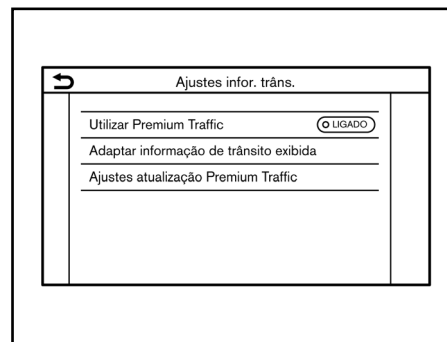 Ajustes infor. trâns.
Utilizar Premium Traffic LIGADO
Adaptar informação de trânsito exibida
Ajustes atualização Premium Traffic